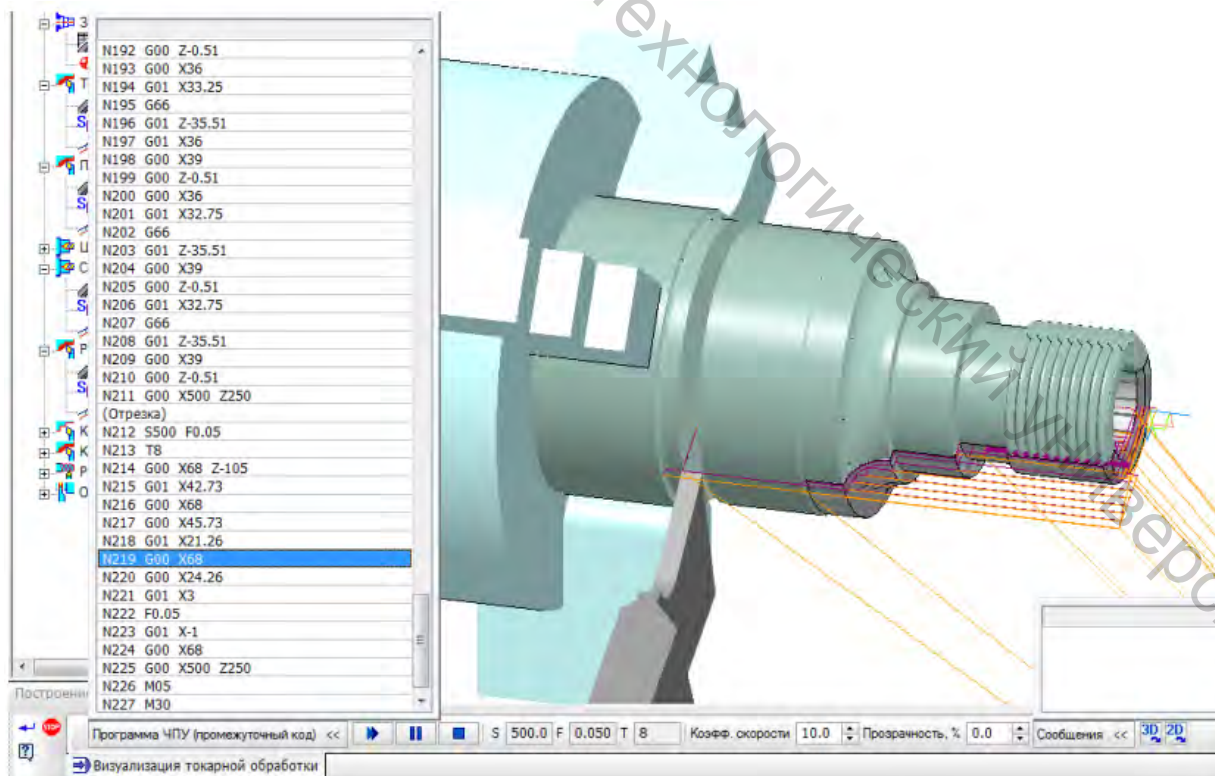 З
Т
П
Ц
С
Р
К
К
Р
О
N192 G00 Z-0.51
N193 G00 X36
N194 G01 X33.25
N195 G66
N196 G01 Z-35.51
N197 G01 X36
N198 G00 X39
N199 G00 Z-0.51
N200 G00 X36
N201 G01 X32.75
N202 G66
N203 G01 Z-35.51
N204 G00 X39
N205 G00 Z-0.51
N206 G01 X32.75
N207 G66
N208 G01 Z-35.51
N209 G00 X39
N210 G00 Z-0.51
N211 G00 X500 Z250
(Отрезка)
N212 S500 F0.05
N213 T8
N214 G00 X68 Z-105
N215 G01 X42.73
N216 G00 X68
N217 G00 X45.73
N218 G01 X21.26
N219 G00 X68
N220 G00 X24.26
N221 G01 X3
N222 F0.05
N223 G01 X-1
N224 G00 X68
N225 G00 X500 Z250
N226 M05
N227 M30
технологический
Построени
STOP
Программа ЧПУ (промежуточный код) << S 500.0 F 0.050 T 8 Коэфф. скорости 10.0 Прозрачность, % 0.0 Сообщения << 3D 2D
Визуализация токарной обработки